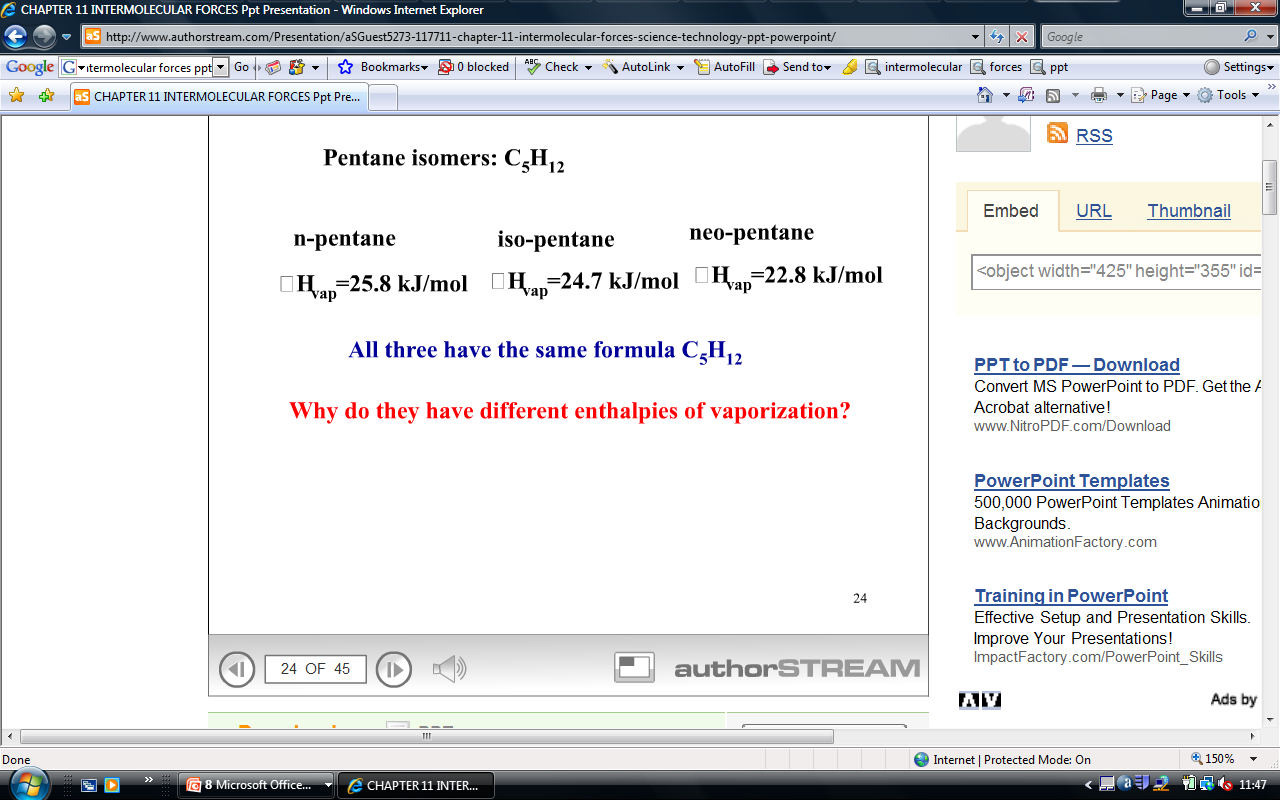 CHAPTER 11 INTERMOLECULAR FORCES Ppt Presentation - Windows Internet Explorer
http://www.authorstream.com/Presentation/aSGuest5273-117711-chapter-11-intermolecular-forces-science-technology-ppt-powerpoint/
Google
Google
termolecular forces ppt Go Bookmarks 0 blocked Check AutoLink AutoFill Send to intermolecular forces ppt Settings
CHAPTER 11 INTERMOLECULAR FORCES Ppt Pre... Page Tools
RSS
Pentane isomers: C5H12
Embed URL Thumbnail
n-pentane iso-pentane neo-pentane
□Hvap=25.8 kJ/mol □Hvap=24.7 kJ/mol □Hvap=22.8 kJ/mol
<object width="425" height="355" id=
All three have the same formula C5H12
Why do they have different enthalpies of vaporization?
PPT to PDF — Download
Convert MS PowerPoint to PDF. Get the A
Acrobat alternative!
www.NitroPDF.com/Download
PowerPoint Templates
500,000 PowerPoint Templates Animatio
Backgrounds.
www.AnimationFactory.com
24
Training in PowerPoint
Effective Setup and Presentation Skills.
Improve Your Presentations!
ImpactFactory.com/PowerPoint_Skills
24 OF 45
authorSTREAM
Ads by
Done Internet | Protected Mode: On 150%
8 Microsoft Office... CHAPTER 11 INTER... 11:47